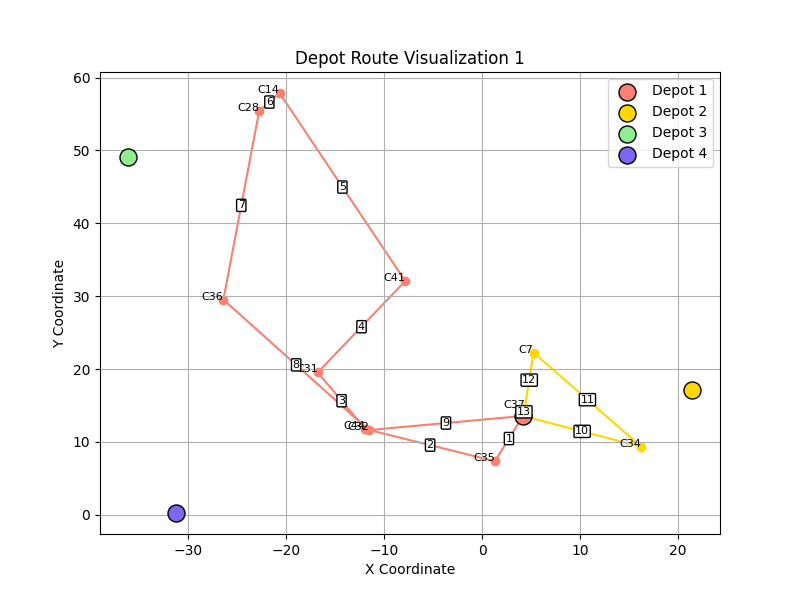 Depot Route Visualization 1
Depot 1
Depot 2
Depot 3
Depot 4
60
50
40
30
20
10
0
Y Coordinate
C14
C28
6
5
7
C41
C36
4
C7
8
C31
12
11
3
C37
13
9
10
C32
2
1
C34
C35
−30
−20
−10
0
10
20
X Coordinate